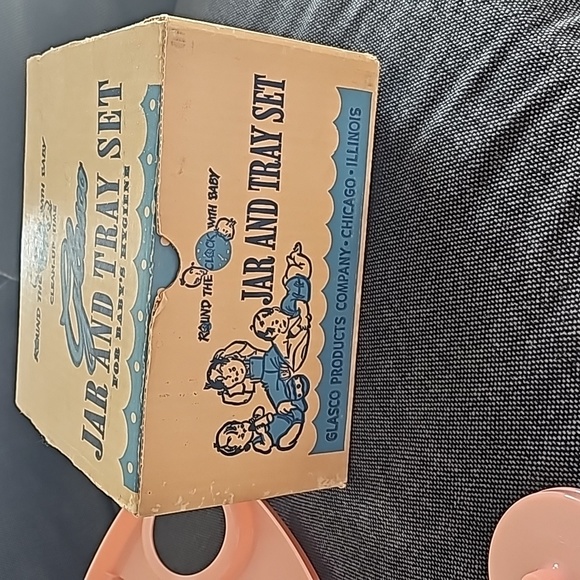 ROUND THE CLOCK WITH BABY
Glasco
JAR AND TRAY SET
FOR BABY'S HYGIENE
ROUND THE CLOCK WITH BABY
JAR AND TRAY SET
GLASCO PRODUCTS COMPANY • CHICAGO • ILLINOIS